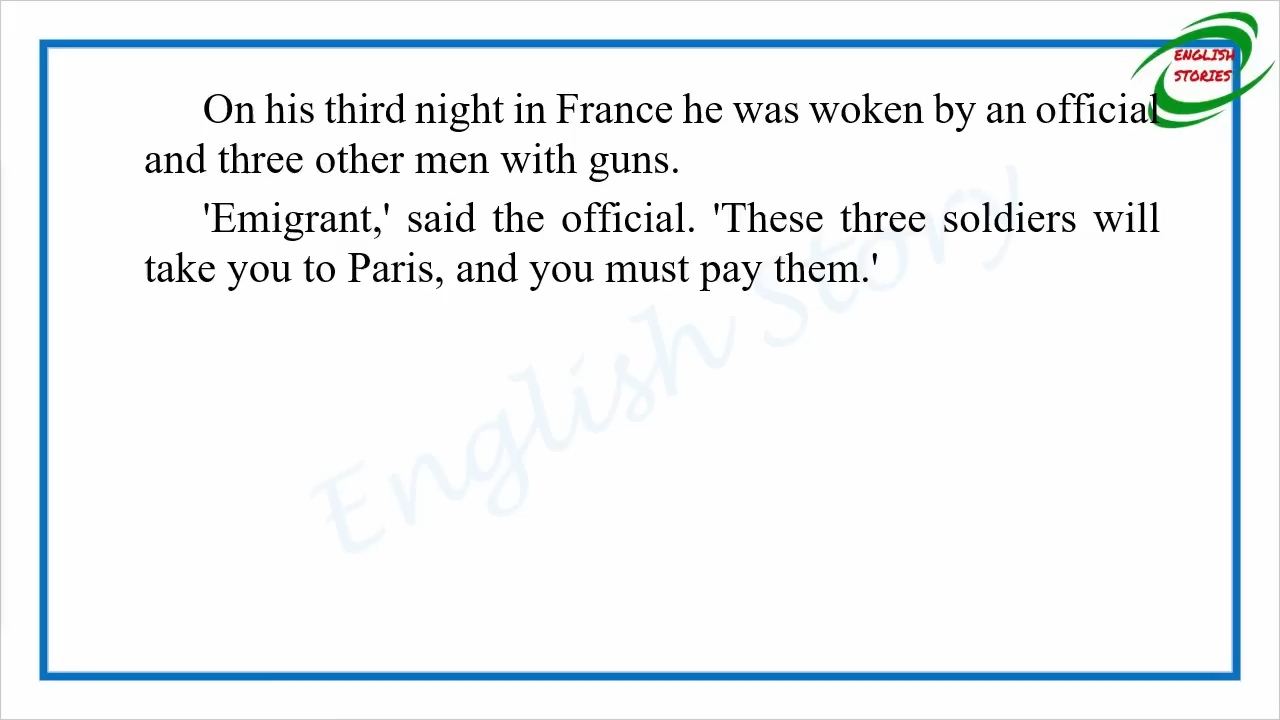 ENGLISH
STORIES
On his third night in France he was woken by an official
and three other men with guns.
'Emigrant,' said the official. 'These three soldiers will
take you to Paris, and you must pay them.'
English Story